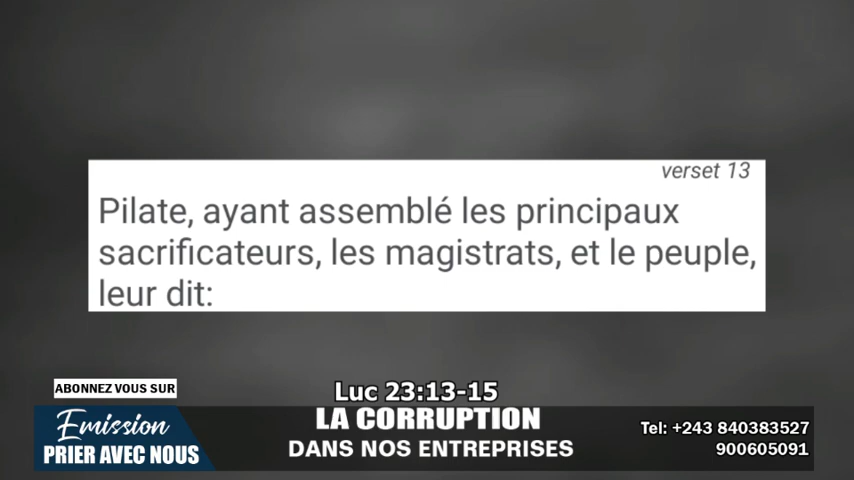 verset 13
Pilate, ayant assemblé les principaux
sacrificateurs, les magistrats, et le peuple,
leur dit:
ABONNEZ VOUS SUR
Emission
PRIER AVEC NOUS
Luc 23:13-15
LA CORRUPTION
DANS NOS ENTREPRISES
Tel: +243 840383527
900605091